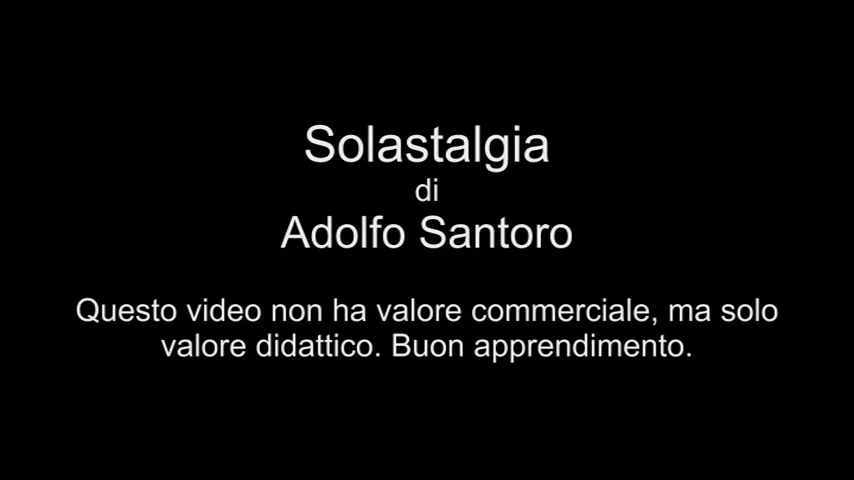 Solastalgia
di
Adolfo Santoro
Questo video non ha valore commerciale, ma solo
valore didattico. Buon apprendimento.